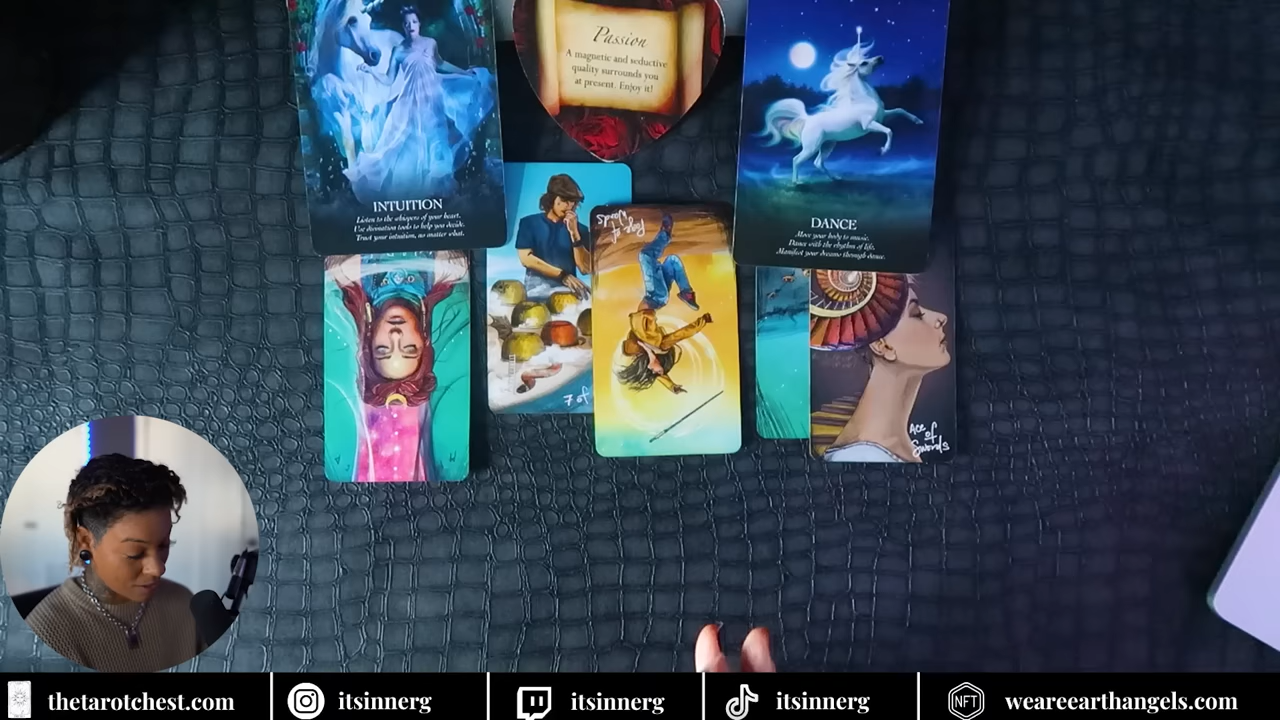 Passion
A magnetic and seductive
quality surrounds you
at present. Enjoy it!
INTUITION
Listen to the whispers of your heart.
Use divination tools to help you decide.
Trust your intuition, no matter what.
DANCE
Move your body to music.
Dance with the rhythm of life.
Manifest your dreams through dance.
7 of
Ace
of
Swords
thetarotchest.com
itsinnerg
itsinnerg
itsinnerg
NFT
weareearthangels.com